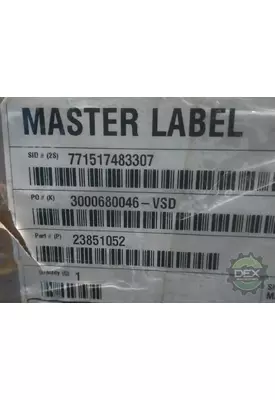 MASTER LABEL
SID # (2S) 771517483307
PO # (K) 3000680046-VSD
Part # (P) 23851052
Quantity (Q) 1
DEX